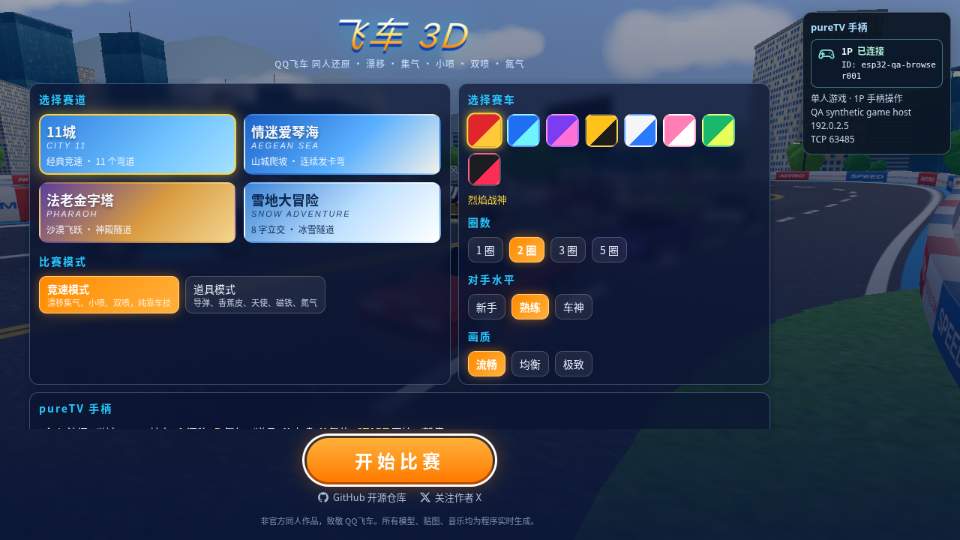 飞车 3D
QQ飞车 同人还原 · 漂移 · 集气 · 小喷 · 双喷 · 氮气
选择赛道
11城
CITY 11
经典竞速 · 11 个弯道
情迷爱琴海
AEGEAN SEA
山城爬坡 · 连续发卡弯
法老金字塔
PHARAOH
沙漠飞跃 · 神殿隧道
雪地大冒险
SNOW ADVENTURE
8 字立交 · 冰雪隧道
比赛模式
竞速模式
漂移集气、小喷、双喷，纯靠车技
道具模式
导弹、香蕉皮、天使、磁铁、氮气
选择赛车
烈焰战神
圈数
1 圈
2 圈
3 圈
5 圈
对手水平
新手
熟练
车神
画质
流畅
均衡
极致
pureTV 手柄
1P 已连接
ID: esp32-qa-browse
r001
单人游戏 · 1P 手柄操作
QA synthetic game host
192.0.2.5
TCP 63485
SPEED
pureTV 手柄
开始比赛
GitHub 开源仓库
关注作者 X
非官方同人作品，致敬 QQ飞车。所有模型、贴图、音乐均为程序实时生成。